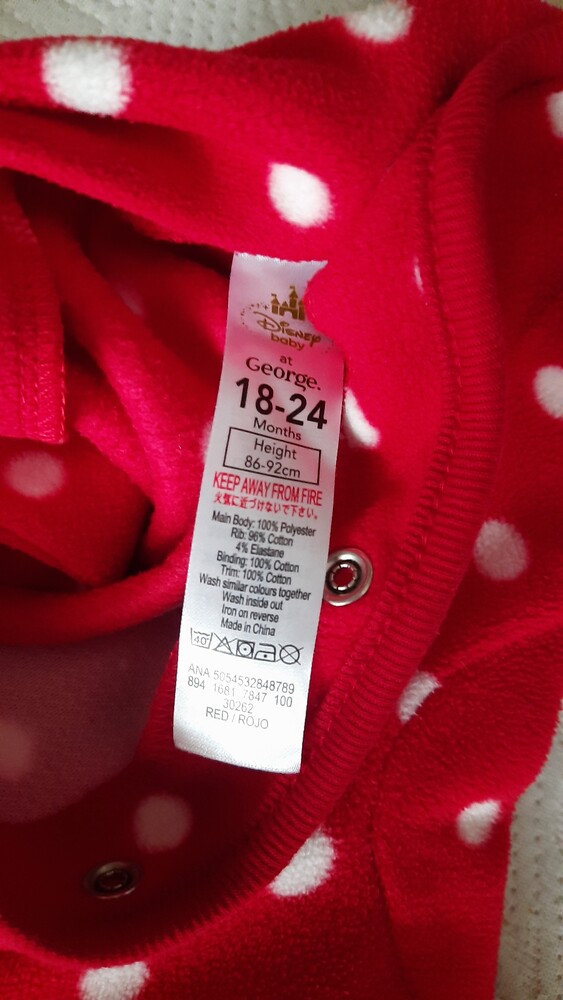 Disney
baby
at
George.
18-24
Months
Height
86-92cm
KEEP AWAY FROM FIRE
火気に近づけないで下さい。
Main Body: 100% Polyester
Rib: 96% Cotton
4% Elastane
Binding: 100% Cotton
Trim: 100% Cotton
Wash similar colours together
Wash inside out
Iron on reverse
Made in China
40°
ANA 5054532848789
894 1681 7847 100
30262
RED / ROJO